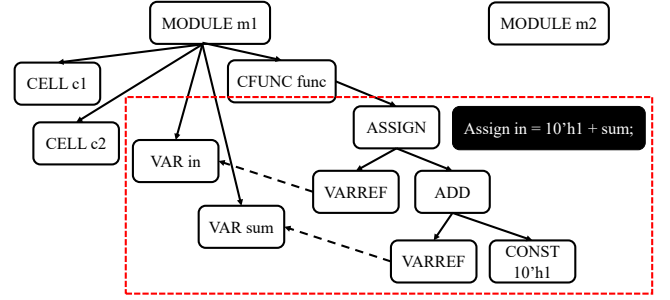 MODULE m1
MODULE m2
CELL c1
CFUNC func
CELL c2
ASSIGN
Assign in = 10’h1 + sum;
VAR in
VARREF
ADD
VAR sum
VARREF
CONST
10’h1